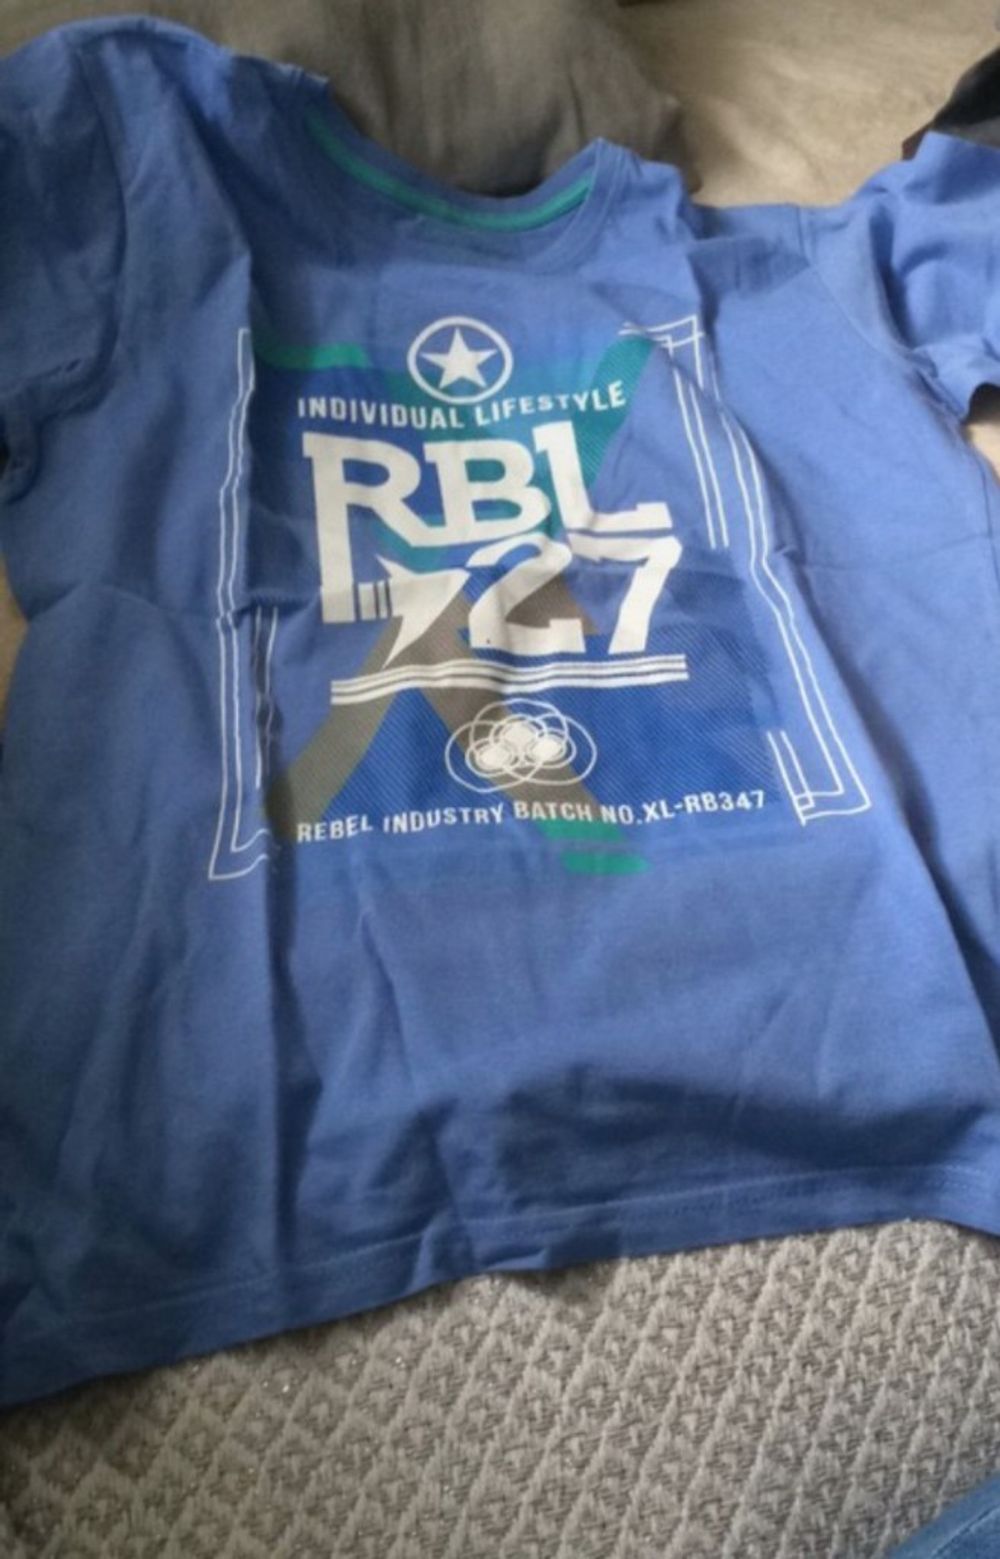 INDIVIDUAL LIFESTYLE
RBL
27
REBEL INDUSTRY BATCH NO.XL-RB347